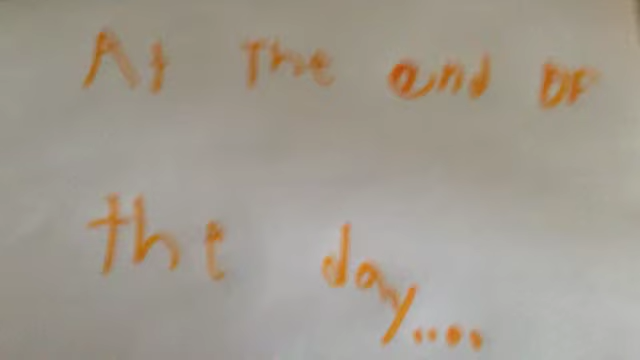 At The end OF
the day....